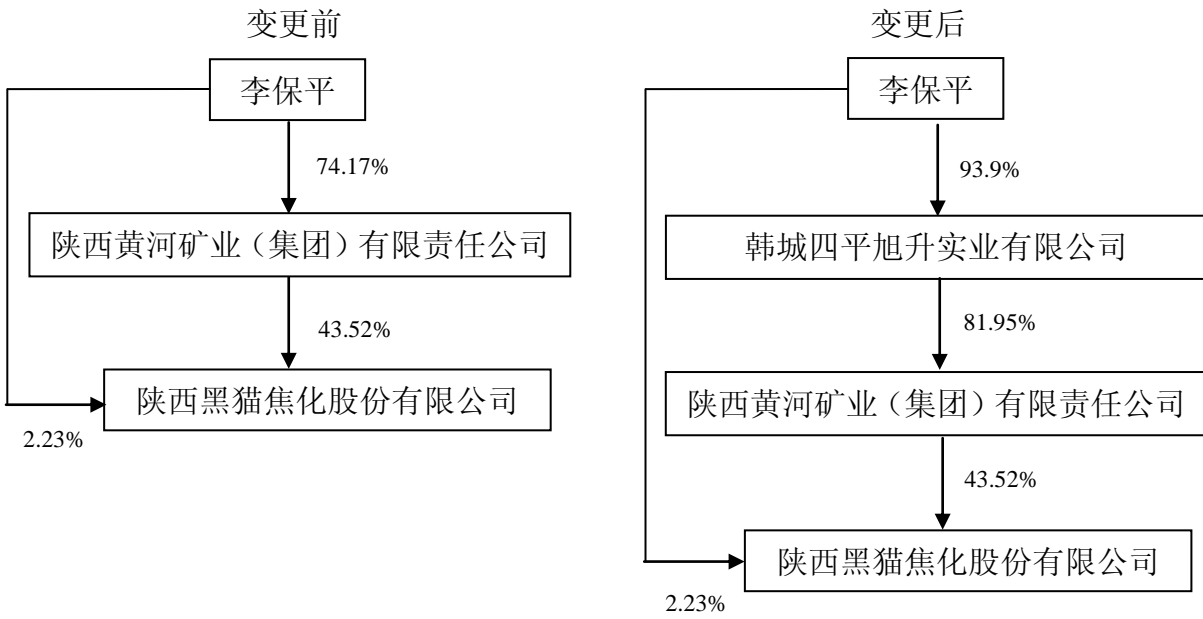 变更前
李保平
74.17%
陕西黄河矿业（集团）有限责任公司
43.52%
陕西黑猫焦化股份有限公司
2.23%
变更后
李保平
93.9%
韩城四平旭升实业有限公司
81.95%
陕西黄河矿业（集团）有限责任公司
43.52%
陕西黑猫焦化股份有限公司
2.23%